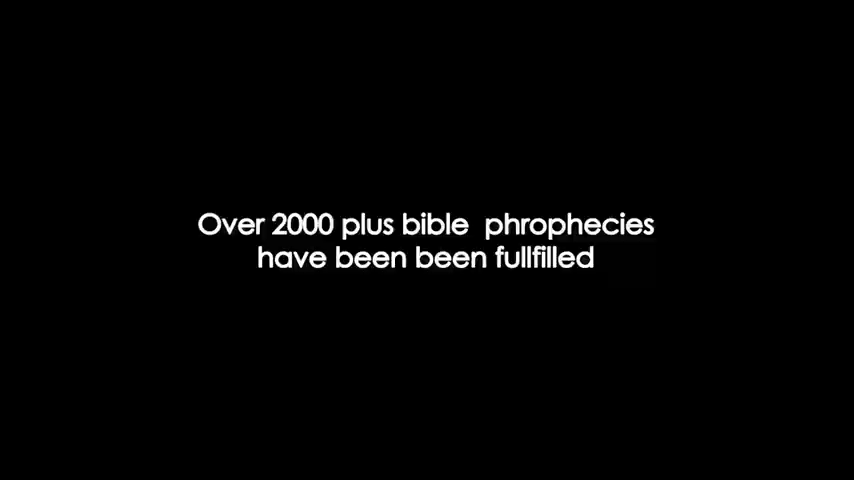 Over 2000 plus bible  phrophecies
have been been fullfilled